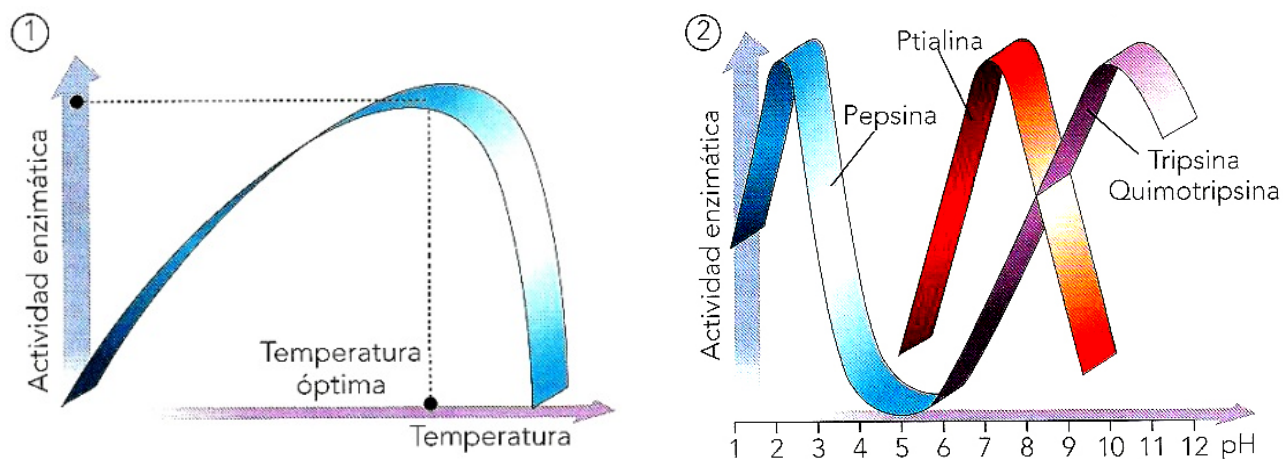 1
Actividad enzimática
Temperatura
óptima
Temperatura
2
Actividad enzimática
Ptialina
Pepsina
Tripsina
Quimotripsina
1 2 3 4 5 6 7 8 9 10 11 12 pH